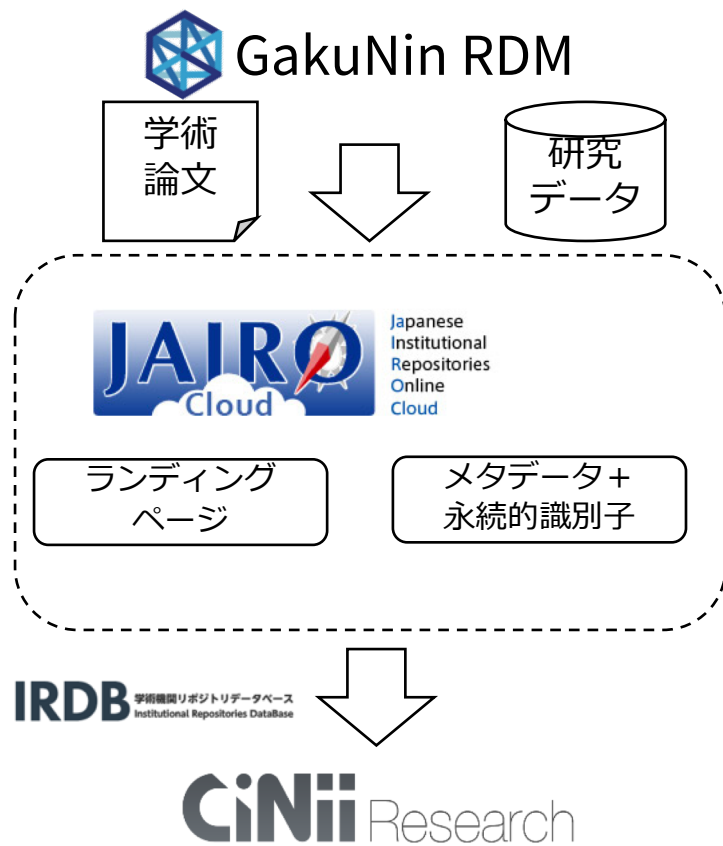 GakuNin RDM
学術
論文
研究
データ
JAIRO
Cloud
Japanese
Institutional
Repositories
Online
Cloud
ランディング
ページ
メタデータ＋
永続的識別子
IRDB
学術機関リポジトリデータベース
Institutional Repositories DataBase
CiNii Research